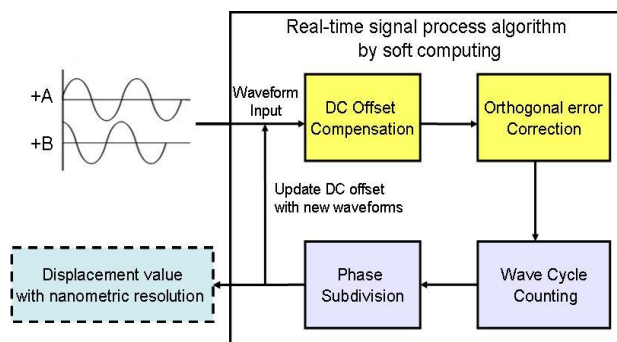 Real-time signal process algorithm
by soft computing
+A
+B
Waveform
Input
DC Offset
Compensation
Orthogonal error
Correction
Update DC offset
with new waveforms
Displacement value
with nanometric resolution
Phase
Subdivision
Wave Cycle
Counting